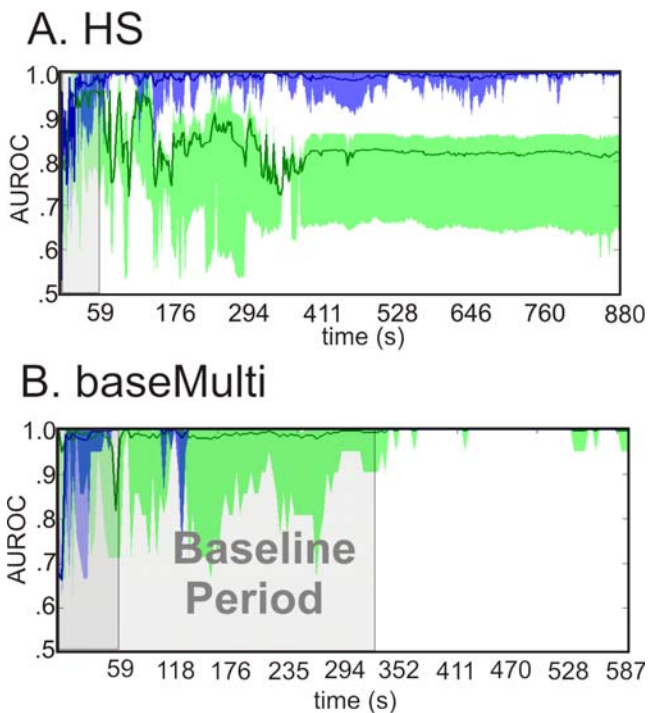 A. HS
1.0
.9
.8
.7
.6
.5
AUROC
59 176 294 411 528 646 760 880
time (s)
B. baseMulti
1.0
.9
.8
.7
.6
.5
AUROC
Baseline
Period
59 118 176 235 294 352 411 470 528 587
time (s)